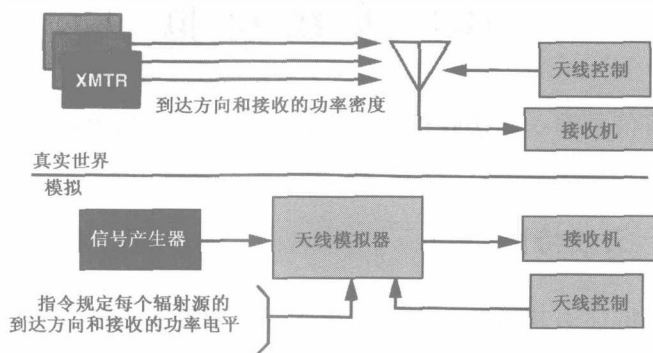 XMTR
到达方向和接收的功率密度
天线控制
接收机
真实世界
模拟
信号产生器
天线模拟器
接收机
天线控制
指令规定每个辐射源的
到达方向和接收的功率电平